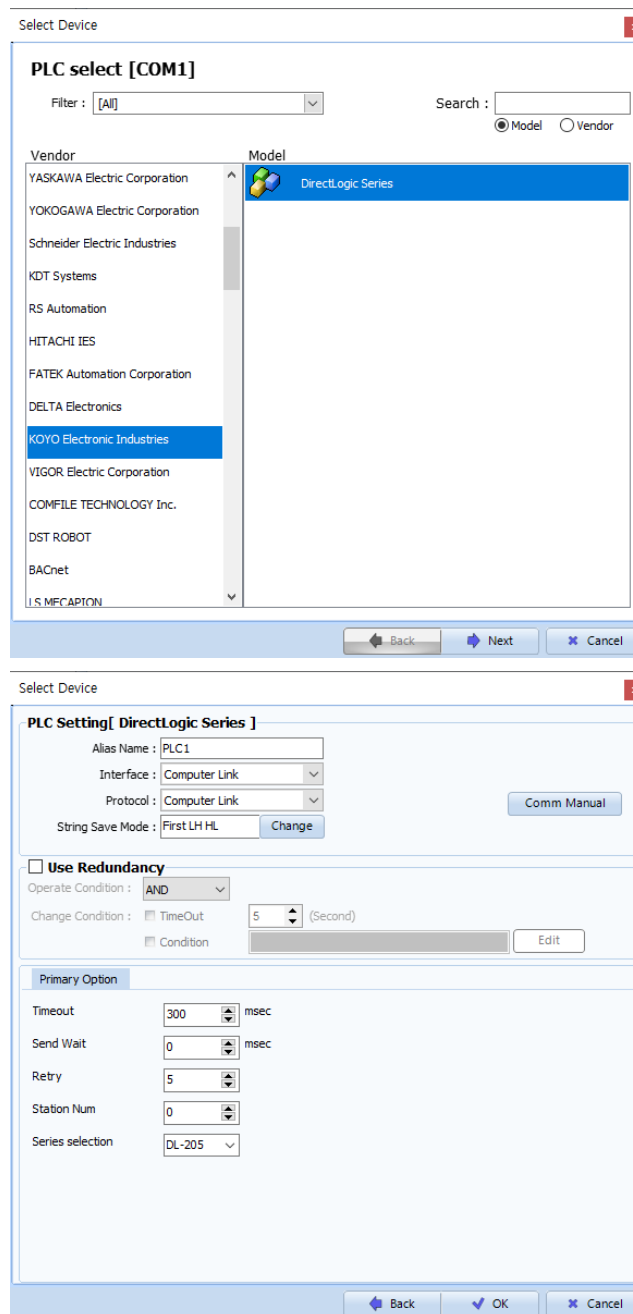 Select Device
PLC select [COM1]
Filter : [All]
Search :
Model Vendor
Vendor Model
YASKAWA Electric Corporation
DirectLogic Series
YOKOGAWA Electric Corporation
Schneider Electric Industries
KDT Systems
RS Automation
HITACHI IES
FATEK Automation Corporation
DELTA Electronics
KOYO Electronic Industries
VIGOR Electric Corporation
COMFILE TECHNOLOGY Inc.
DST ROBOT
BACnet
LS MECAPION
Back Next Cancel
Select Device
PLC Setting[ DirectLogic Series ]
Alias Name : PLC1
Interface : Computer Link
Protocol : Computer Link
Comm Manual
String Save Mode : First LH HL Change
Use Redundancy
Operate Condition : AND
Change Condition : TimeOut 5 (Second)
Condition Edit
Primary Option
Timeout 300 msec
Send Wait 0 msec
Retry 5
Station Num 0
Series selection DL-205
Back OK Cancel